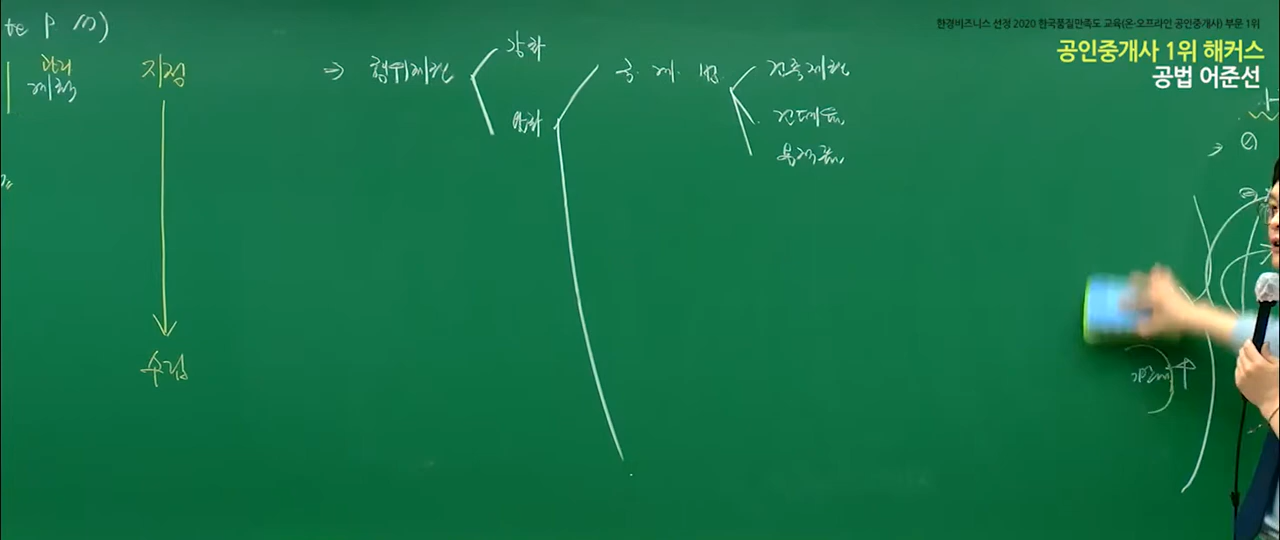 한경비즈니스 선정 2020 한국품질만족도 교육(온·오프라인 공인중개사) 부문 1위
공인중개사 1위 해커스
공법 어준선
관리
계획
지정
수립
⇒ 행위제한
강화
완화
국·계·법
건축제한
건폐율
용적률